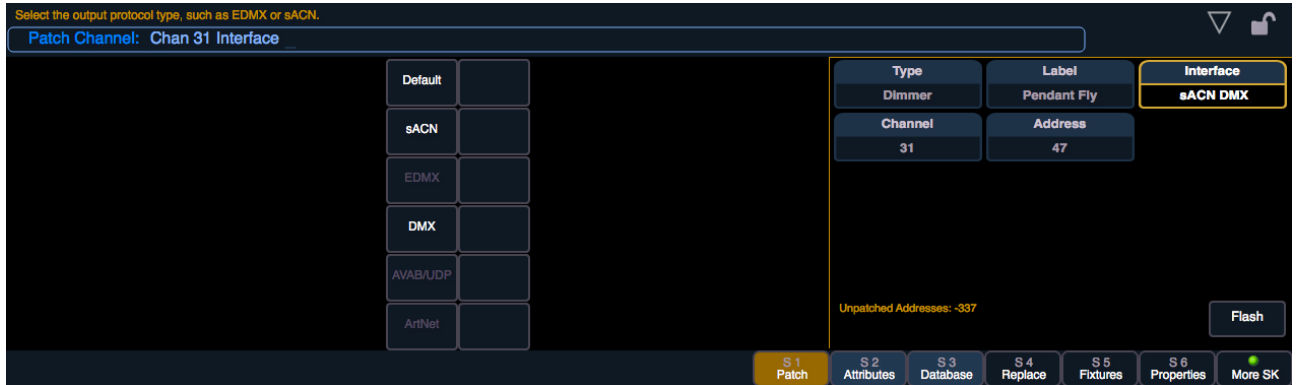 Select the output protocol type, such as EDMX or sACN.
Patch Channel: Chan 31 Interface _
Default
sACN
EDMX
DMX
AVAB/UDP
ArtNet
Type
Dimmer
Label
Pendant Fly
Interface
sACN DMX
Channel
31
Address
47
Unpatched Addresses: -337
Flash
S 1
Patch
S 2
Attributes
S 3
Database
S 4
Replace
S 5
Fixtures
S 6
Properties
More SK